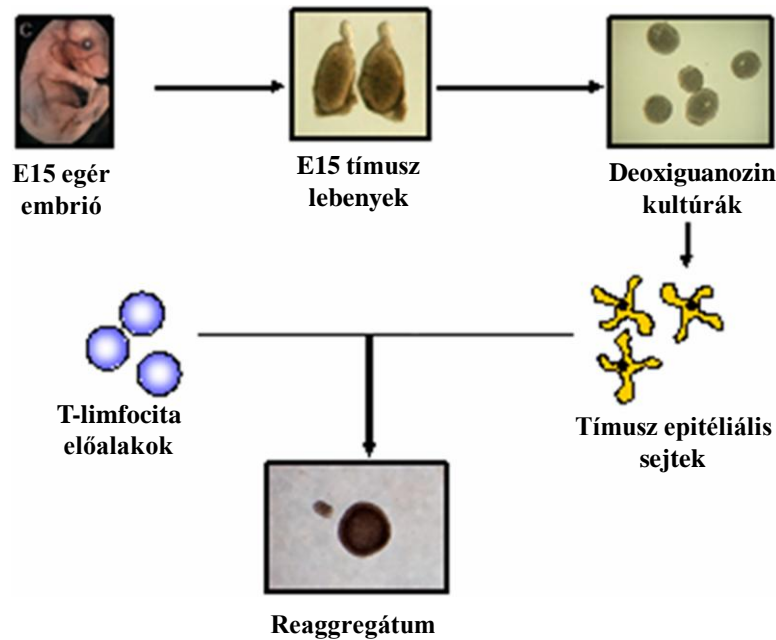 C
E15 egér
embrió
E15 tímusz
lebenyek
Deoxiguanozin
kultúrák
T-limfocita
előalakok
Tímusz epitéliális
sejtek
Reaggregátum